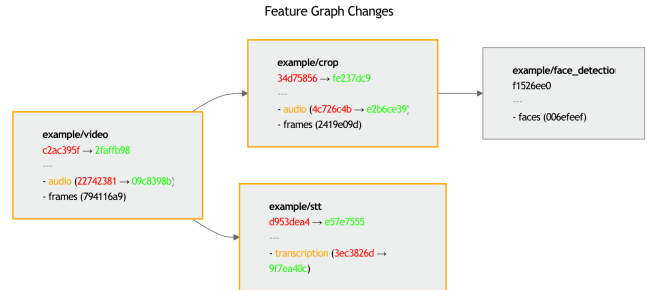 Feature Graph Changes
example/crop
34d75856 → fe237dc9
---
- audio (4c726c4b → e2b6ce39)
- frames (2419e09d)
example/face_detection
f1526ee0
---
- faces (006efeef)
example/video
c2ac395f → 2faffb98
---
- audio (22742381 → 09c8398b)
- frames (794116a9)
example/stt
d953dea4 → e57e7555
---
- transcription (3ec3826d →
9f7ea40c)